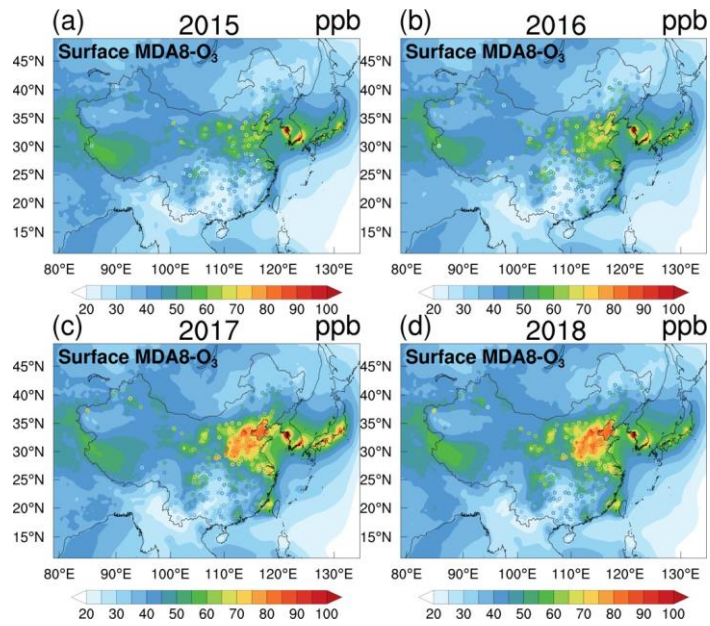 (a) 2015 ppb
Surface MDA8-O₃
45°N
40°N
35°N
30°N
25°N
20°N
15°N
80°E 90°E 100°E 110°E 120°E 130°E
20 30 40 50 60 70 80 90 100
(b) 2016 ppb
Surface MDA8-O₃
45°N
40°N
35°N
30°N
25°N
20°N
15°N
80°E 90°E 100°E 110°E 120°E 130°E
20 30 40 50 60 70 80 90 100
(c) 2017 ppb
Surface MDA8-O₃
45°N
40°N
35°N
30°N
25°N
20°N
15°N
80°E 90°E 100°E 110°E 120°E 130°E
20 30 40 50 60 70 80 90 100
(d) 2018 ppb
Surface MDA8-O₃
45°N
40°N
35°N
30°N
25°N
20°N
15°N
80°E 90°E 100°E 110°E 120°E 130°E
20 30 40 50 60 70 80 90 100